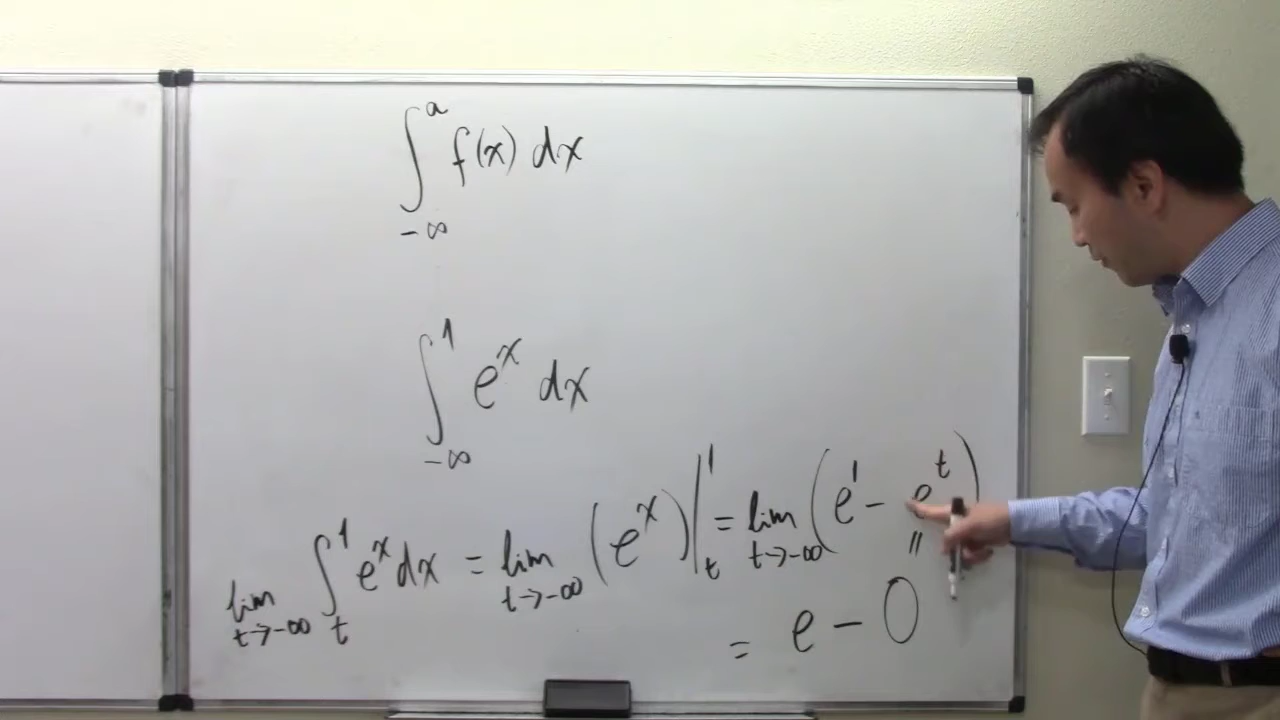 ∫_{-∞}^{a} f(x) dx
∫_{-∞}^{1} e^x dx
lim_{t→-∞} ∫_{t}^{1} e^x dx = lim_{t→-∞} (e^x)|_{t}^{1} = lim_{t→-∞} (e^1 - e^t)
"
= e - 0